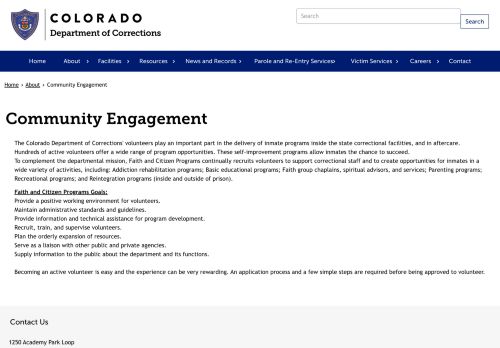 COLORADO
Department of Corrections
Search
Search
Home About › Facilities › Resources › News and Records › Parole and Re-Entry Services › Victim Services › Careers › Contact
Home › About › Community Engagement
Community Engagement
The Colorado Department of Corrections' volunteers play an important part in the delivery of inmate programs inside the state correctional facilities, and in aftercare.
Hundreds of active volunteers offer a wide range of program opportunities. These self-improvement programs allow inmates the chance to succeed.
To complement the departmental mission, Faith and Citizen Programs continually recruits volunteers to support correctional staff and to create opportunities for inmates in a
wide variety of activities, including: Addiction rehabilitation programs; Basic educational programs; Faith group chaplains, spiritual advisors, and services; Parenting programs;
Recreational programs; and Reintegration programs (inside and outside of prison).
Faith and Citizen Programs Goals:
Provide a positive working environment for volunteers.
Maintain administrative standards and guidelines.
Provide information and technical assistance for program development.
Recruit, train, and supervise volunteers.
Plan the orderly expansion of resources.
Serve as a liaison with other public and private agencies.
Supply information to the public about the department and its functions.
Becoming an active volunteer is easy and the experience can be very rewarding. An application process and a few simple steps are required before being approved to volunteer.
Contact Us
1250 Academy Park Loop